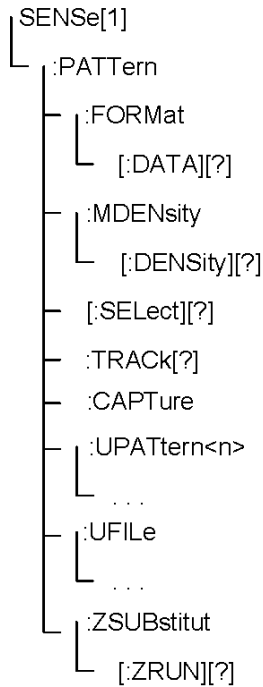 SENSe[1]
:PATTern
:FORMat
[:DATA][?]
:MDENsity
[:DENSity][?]
[:SELect][?]
:TRACk[?]
:CAPTure
:UPATtern<n>
. . .
:UFILe
. . .
:ZSUBstitut
[:ZRUN][?]